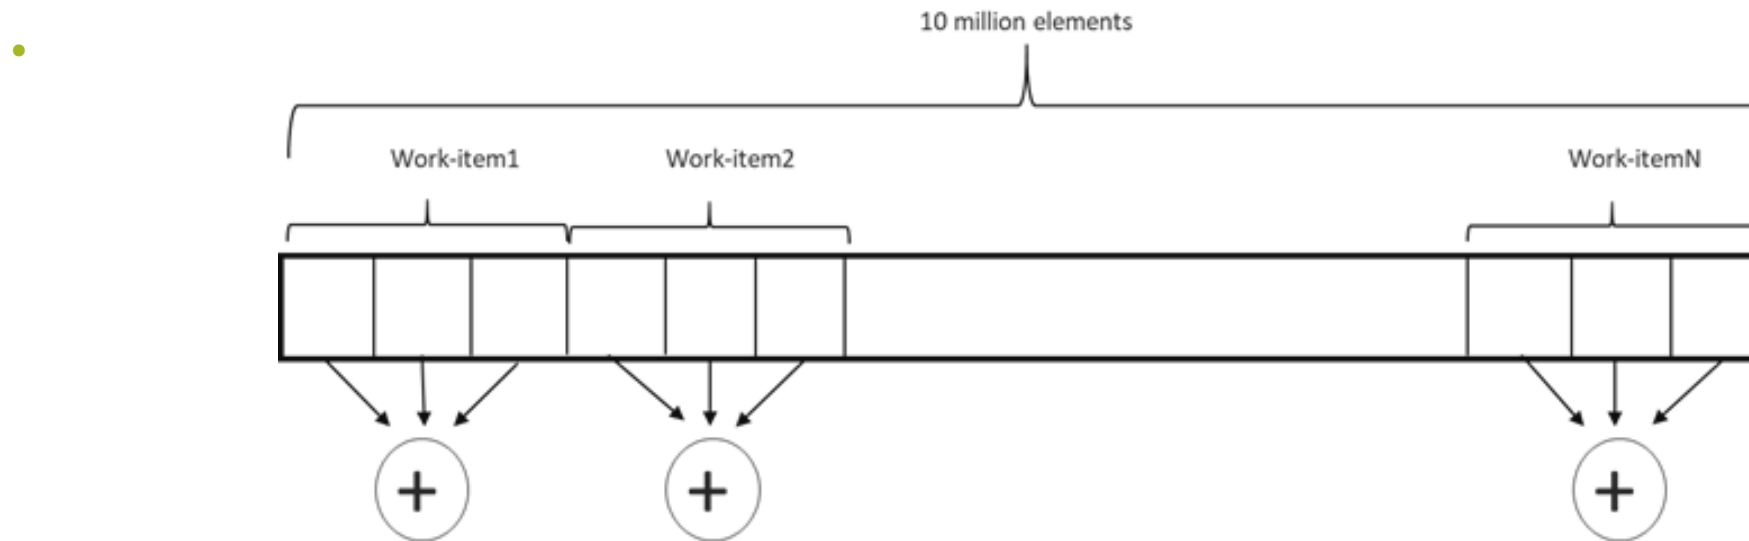 10 million elements
Work-item1
Work-item2
Work-itemN
+
+
+